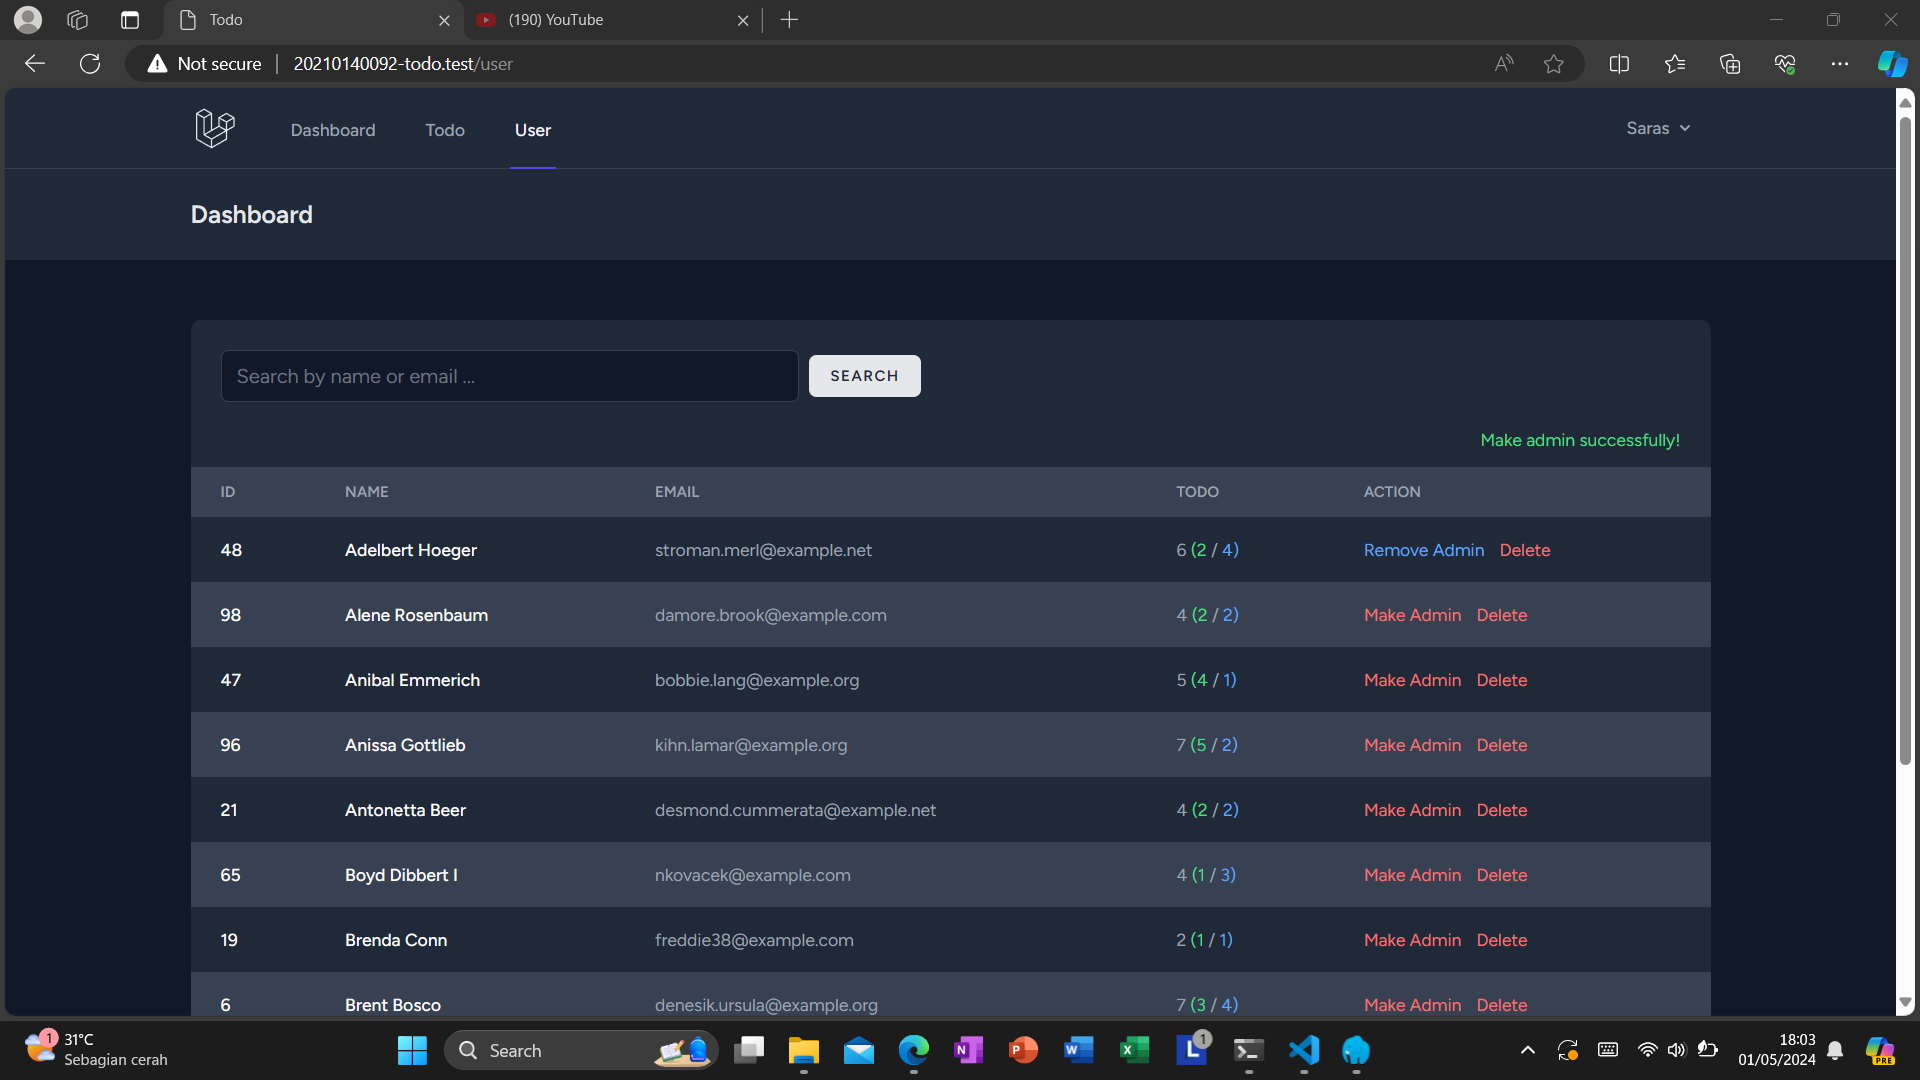 Todo
(190) YouTube
Not secure
20210140092-todo.test/user
Dashboard
Todo
User
Saras
Dashboard
Search by name or email ...
SEARCH
Make admin successfully!
ID NAME EMAIL TODO ACTION
48 Adelbert Hoeger stroman.merl@example.net 6 (2 / 4) Remove Admin Delete
98 Alene Rosenbaum damore.brook@example.com 4 (2 / 2) Make Admin Delete
47 Anibal Emmerich bobbie.lang@example.org 5 (4 / 1) Make Admin Delete
96 Anissa Gottlieb kihn.lamar@example.org 7 (5 / 2) Make Admin Delete
21 Antonetta Beer desmond.cummerata@example.net 4 (2 / 2) Make Admin Delete
65 Boyd Dibbert I nkovacek@example.com 4 (1 / 3) Make Admin Delete
19 Brenda Conn freddie38@example.com 2 (1 / 1) Make Admin Delete
6 Brent Bosco denesik.ursula@example.org 7 (3 / 4) Make Admin Delete
1
31°C
Sebagian cerah
Search
1
18:03
01/05/2024
PRE